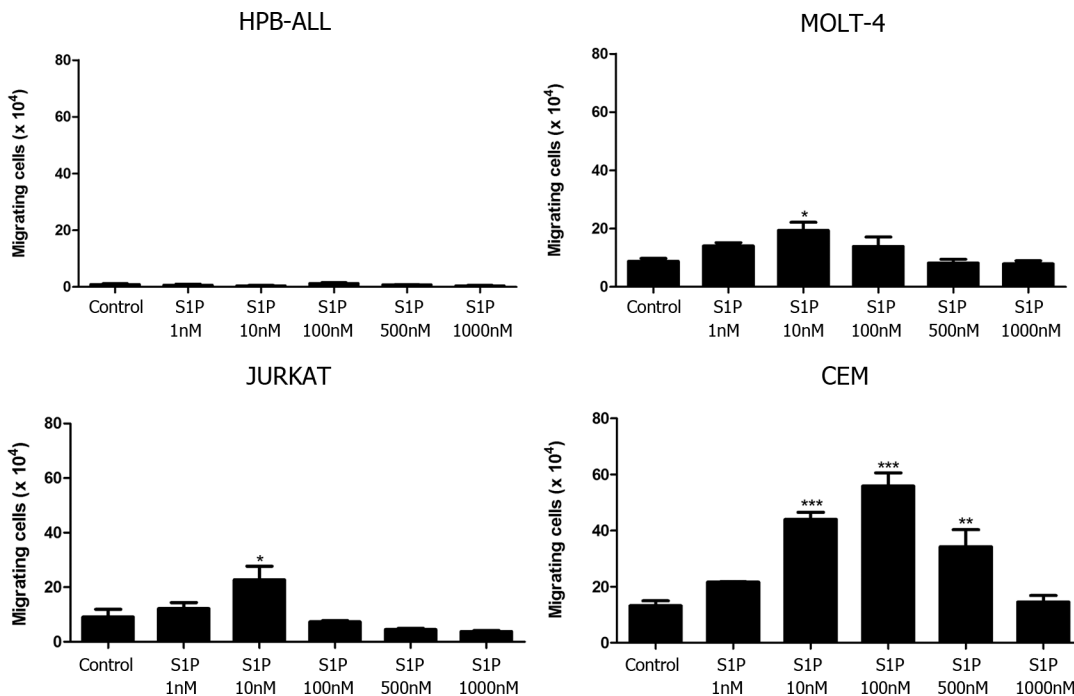 HPB-ALL
Migrating cells (x 10⁴)
80
60
40
20
0
Control S1P S1P S1P S1P S1P
1nM 10nM 100nM 500nM 1000nM
MOLT-4
Migrating cells (x 10⁴)
80
60
40
20
0
*
Control S1P S1P S1P S1P S1P
1nM 10nM 100nM 500nM 1000nM
JURKAT
Migrating cells (x 10⁴)
80
60
40
20
0
*
Control S1P S1P S1P S1P S1P
1nM 10nM 100nM 500nM 1000nM
CEM
Migrating cells (x 10⁴)
80
60
40
20
0
*** *** **
Control S1P S1P S1P S1P S1P
1nM 10nM 100nM 500nM 1000nM